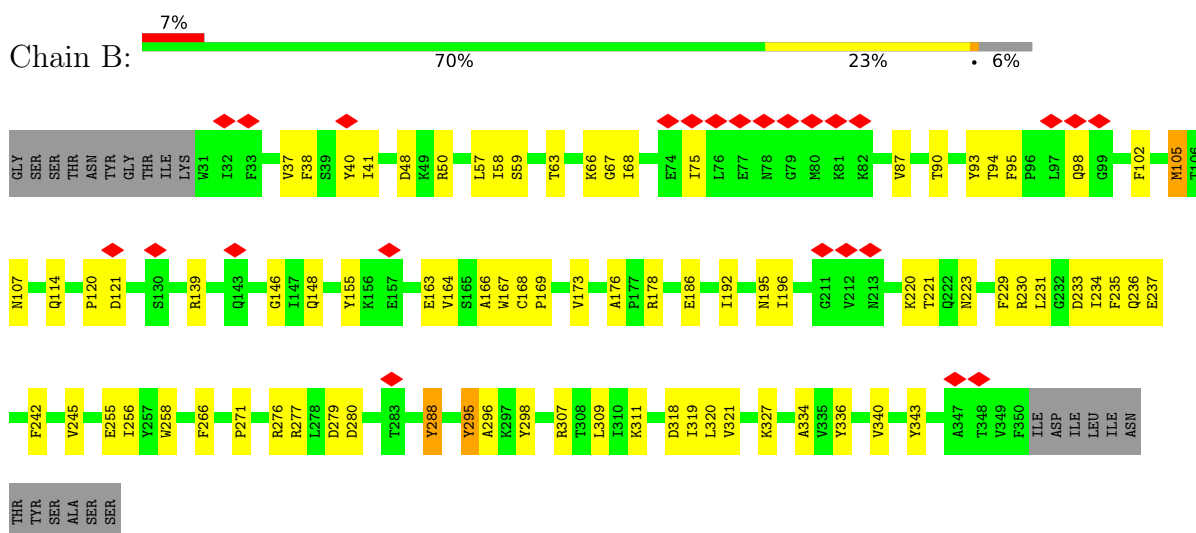 7%
Chain B:
70% 23% • 6%
GLY SER SER THR ASN TYR GLY THR ILE LYS W31 I32 F33 V37 F38 S39 Y40 I41 D48 K49 R50 L57 I58 S59 T63 K66 G67 I68 E74 I75 L76 E77 N78 G79 M80 K81 K82 V87 T90 Y93 T94 F95 P96 L97 Q98 G99 F102 M105 T106
N107 Q114 P120 D121 S130 R139 Q143 G146 I147 Q148 Y155 K156 E157 E163 V164 S165 A166 W167 C168 P169 V173 A176 P177 R178 E186 I192 N195 I196 G211 V212 N213 K220 T221 Q222 N223 F229 R230 L231 G232 D233 I234 F235 Q236 E237
F242 V245 E255 I256 Y257 W258 F266 P271 R276 R277 L278 D279 D280 T283 Y288 Y295 A296 K297 Y298 R307 T308 L309 I310 K311 D318 I319 L320 V321 K327 A334 V335 Y336 V340 Y343 A347 T348 V349 F350 ILE ASP ILE LEU ILE ASN
THR TYR SER ALA SER SER